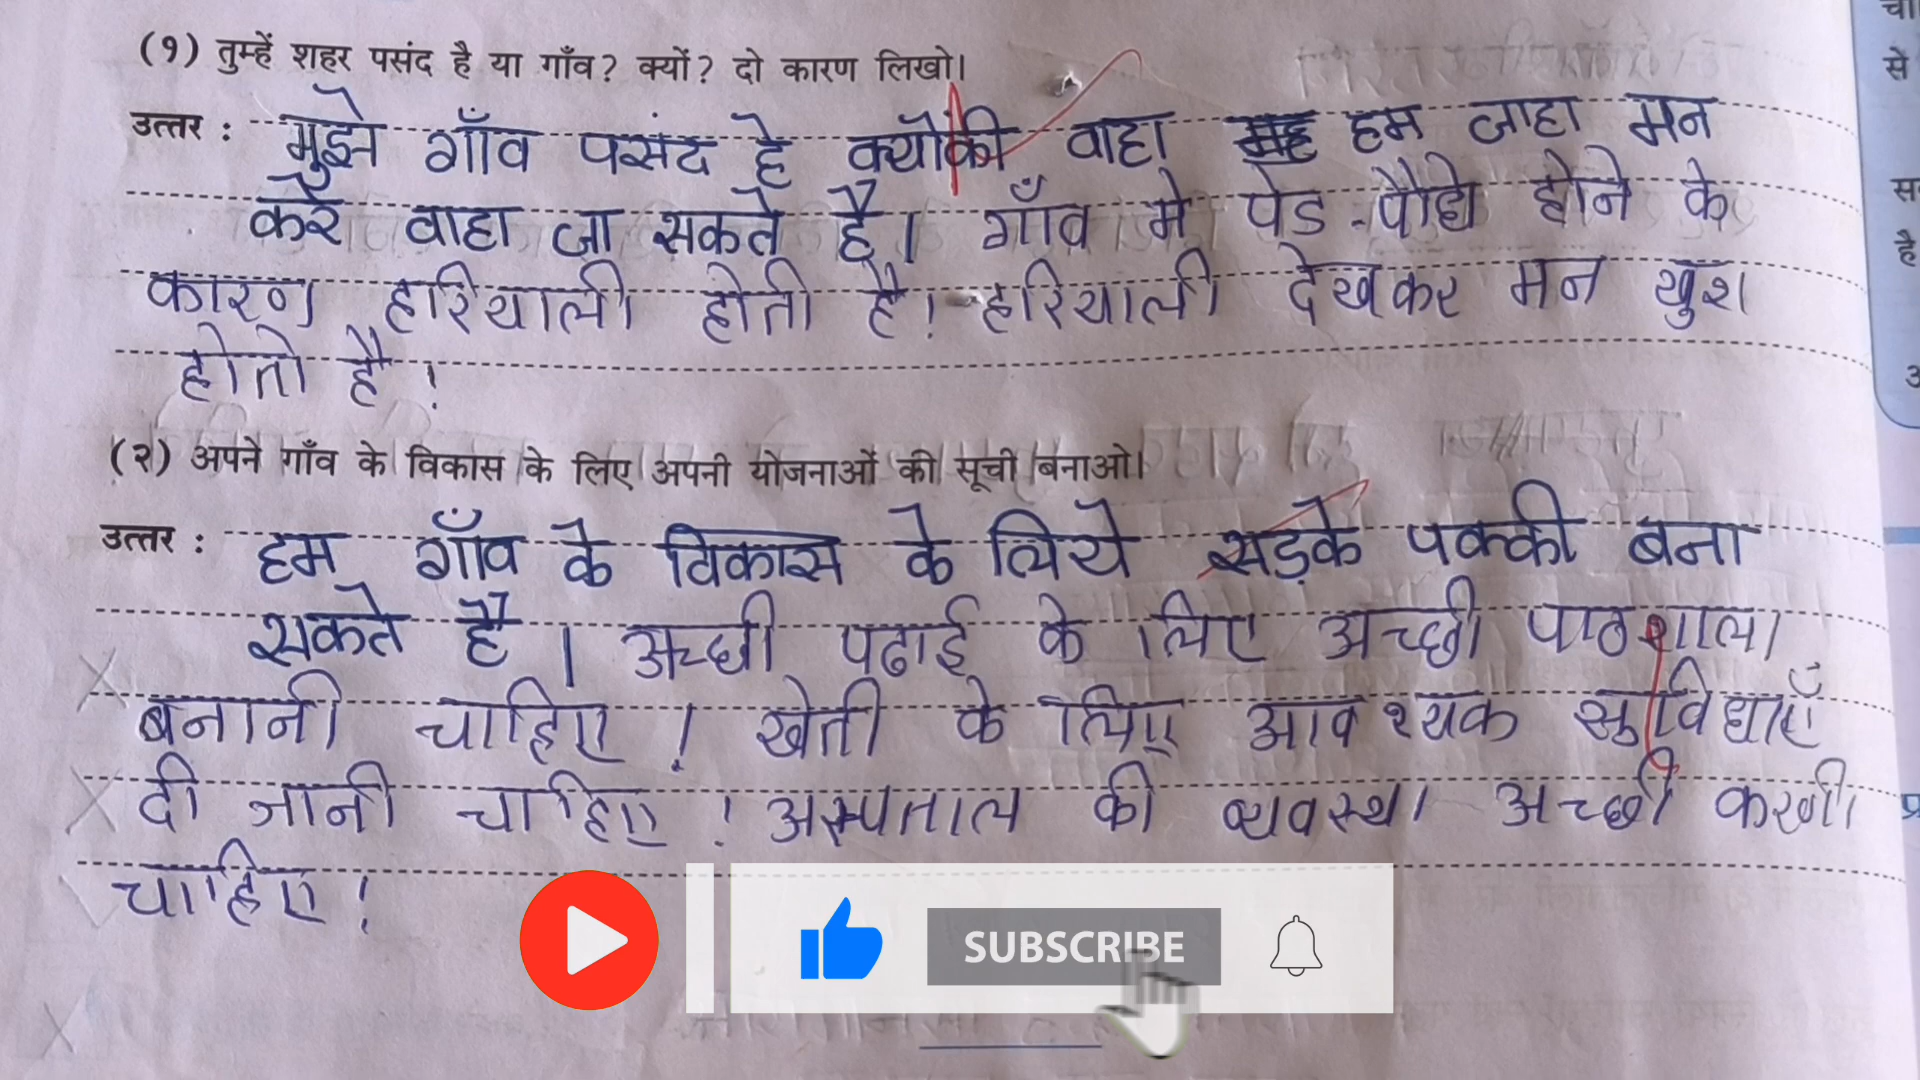 (१) तुम्हें शहर पसंद है या गाँव? क्यों? दो कारण लिखो।
उत्तर : मुझे गाँव पसंद हे क्योंकी वाहा हम जाहा मन
करे वाहा जा सकते है। गाँव मे पेड-पौधे होने के
कारण हरियाली होती है! हरियाली देखकर मन खुश
होतो है!
(२) अपने गाँव के विकास के लिए अपनी योजनाओं की सूची बनाओ।
उत्तर : हम गाँव के विकास के लिये सड़के पक्की बना
सकते है। अच्छी पढाई के लिए अच्छी पाठशाला
बनानी चाहिए! खेती के लिए आवश्यक सुविधाएँ
दी जानी चाहिए! अस्पताल की व्यवस्था अच्छी करणी
चाहिए!
SUBSCRIBE